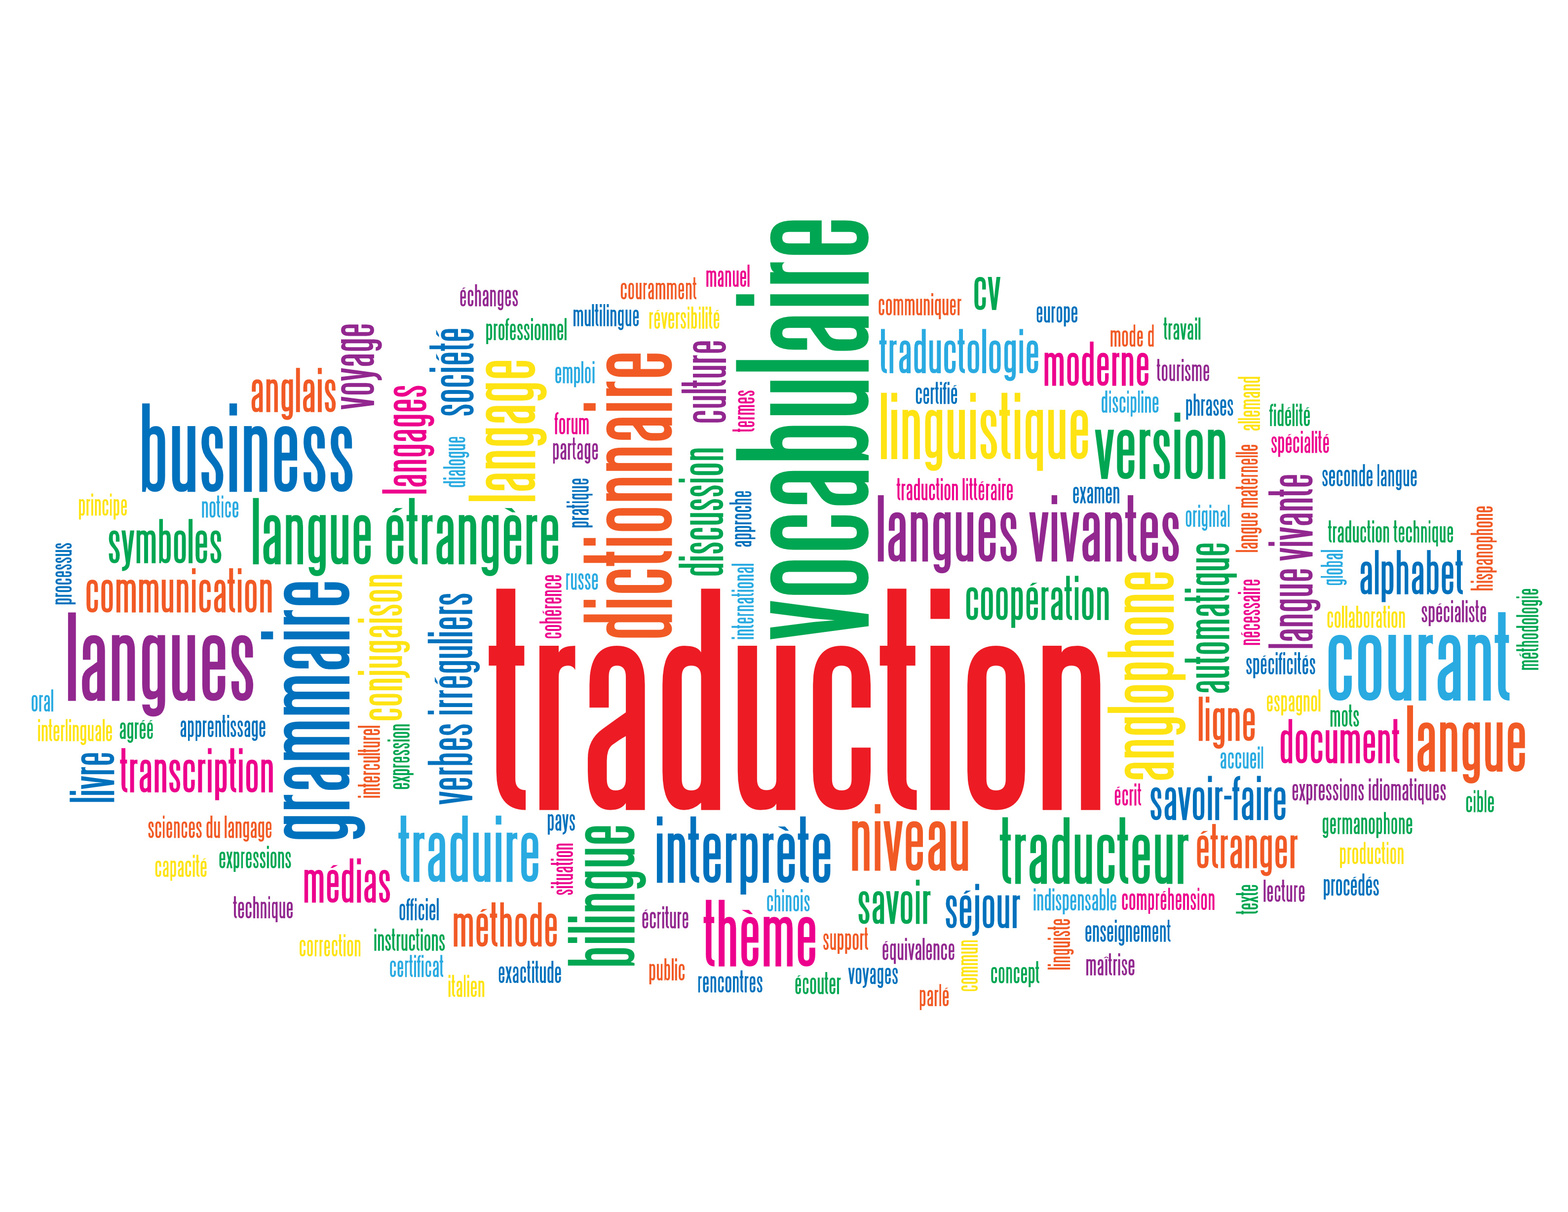 vocabulaire
manuel
couramment
cv
échanges
communiquer
europe
multilingue
réversibilité
professionnel
voyage
société
mode d
travail
traductologie
moderne
tourisme
culture
dictionnaire
langage
emploi
anglais
langages
certifié
termes
discipline
phrases
allemand
fidélité
linguistique
version
forum
partage
spécialité
business
dialogue
discussion
langue maternelle
seconde langue
langue vivante
principe
notice
pratique
approche
traduction littéraire
examen
langues vivantes
original
hispanophone
symboles
langue étrangère
traduction technique
processus
automatique
global
alphabet
communication
conjugaison
cohérence
russe
international
coopération
anglophone
nécessaire
collaboration
spécialiste
méthodologie
grammaire
verbes irréguliers
traduction
langues
spécificités
courant
oral
espagnol
mots
interlinguale
agréé
apprentissage
interculturel
expression
ligne
document
langue
accueil
livre
transcription
écrit
savoir-faire
expressions idiomatiques
cible
sciences du langage
traduire
pays
bilingue
interprète
niveau
traducteur
étranger
germanophone
capacité
expressions
situation
production
médias
chinois
savoir
séjour
indispensable
compréhension
texte
lecture
procédés
technique
officiel
méthode
écriture
thème
support
équivalence
linguiste
enseignement
correction
instructions
certificat
exactitude
public
rencontres
écouter
voyages
commun
concept
maîtrise
italien
parlé